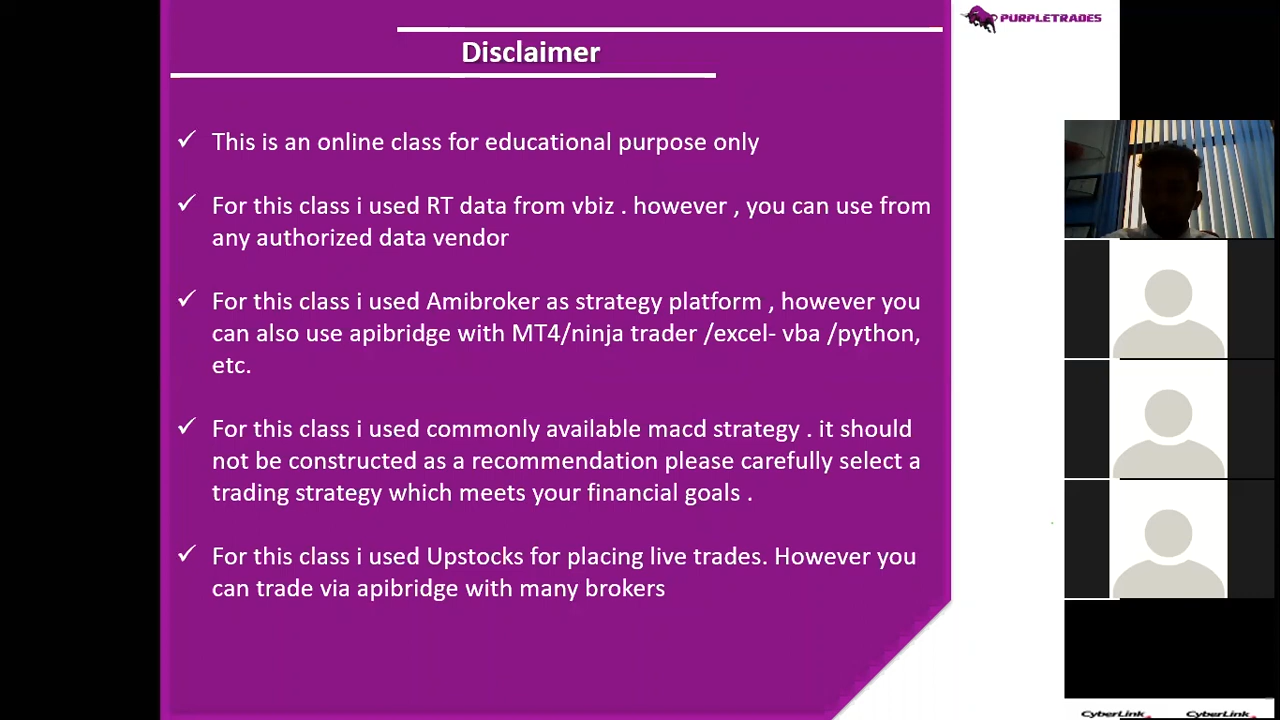 PURPLETRADES
Disclaimer
✓ This is an online class for educational purpose only
✓ For this class i used RT data from vbiz . however , you can use from
any authorized data vendor
✓ For this class i used Amibroker as strategy platform , however you
can also use apibridge with MT4/ninja trader /excel- vba /python,
etc.
✓ For this class i used commonly available macd strategy . it should
not be constructed as a recommendation please carefully select a
trading strategy which meets your financial goals .
✓ For this class i used Upstocks for placing live trades. However you
can trade via apibridge with many brokers
CyberLink CyberLink